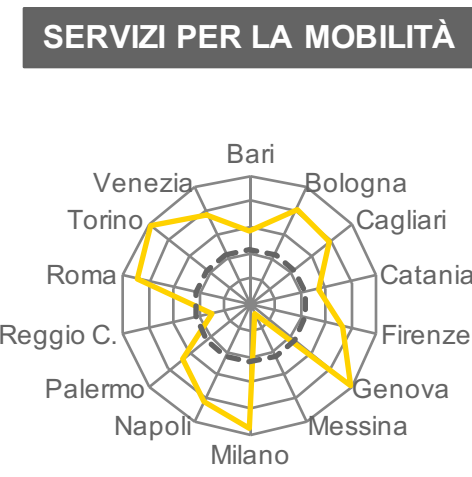 SERVIZI PER LA MOBILITÀ
Bari
Venezia
Bologna
Torino
Cagliari
Roma
Catania
Reggio C.
Firenze
Palermo
Genova
Napoli
Messina
Milano